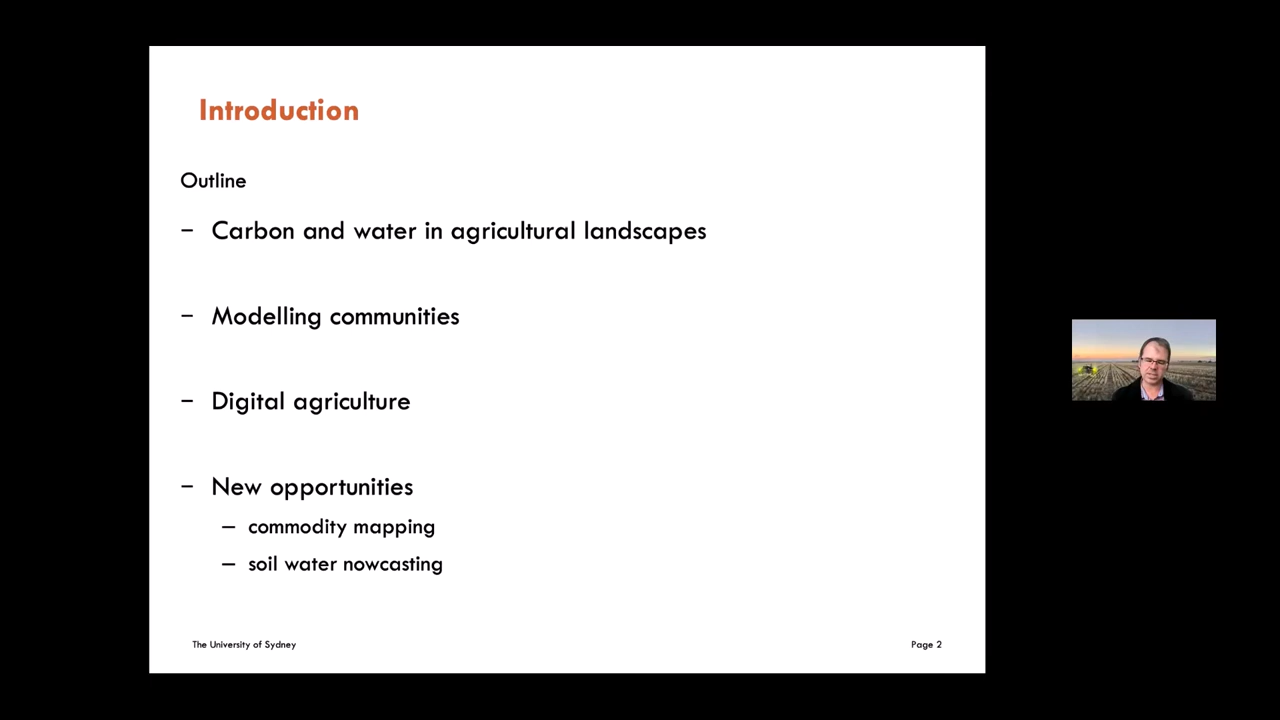 Introduction
Outline
– Carbon and water in agricultural landscapes
– Modelling communities
– Digital agriculture
– New opportunities
– commodity mapping
– soil water nowcasting
The University of Sydney
Page 2